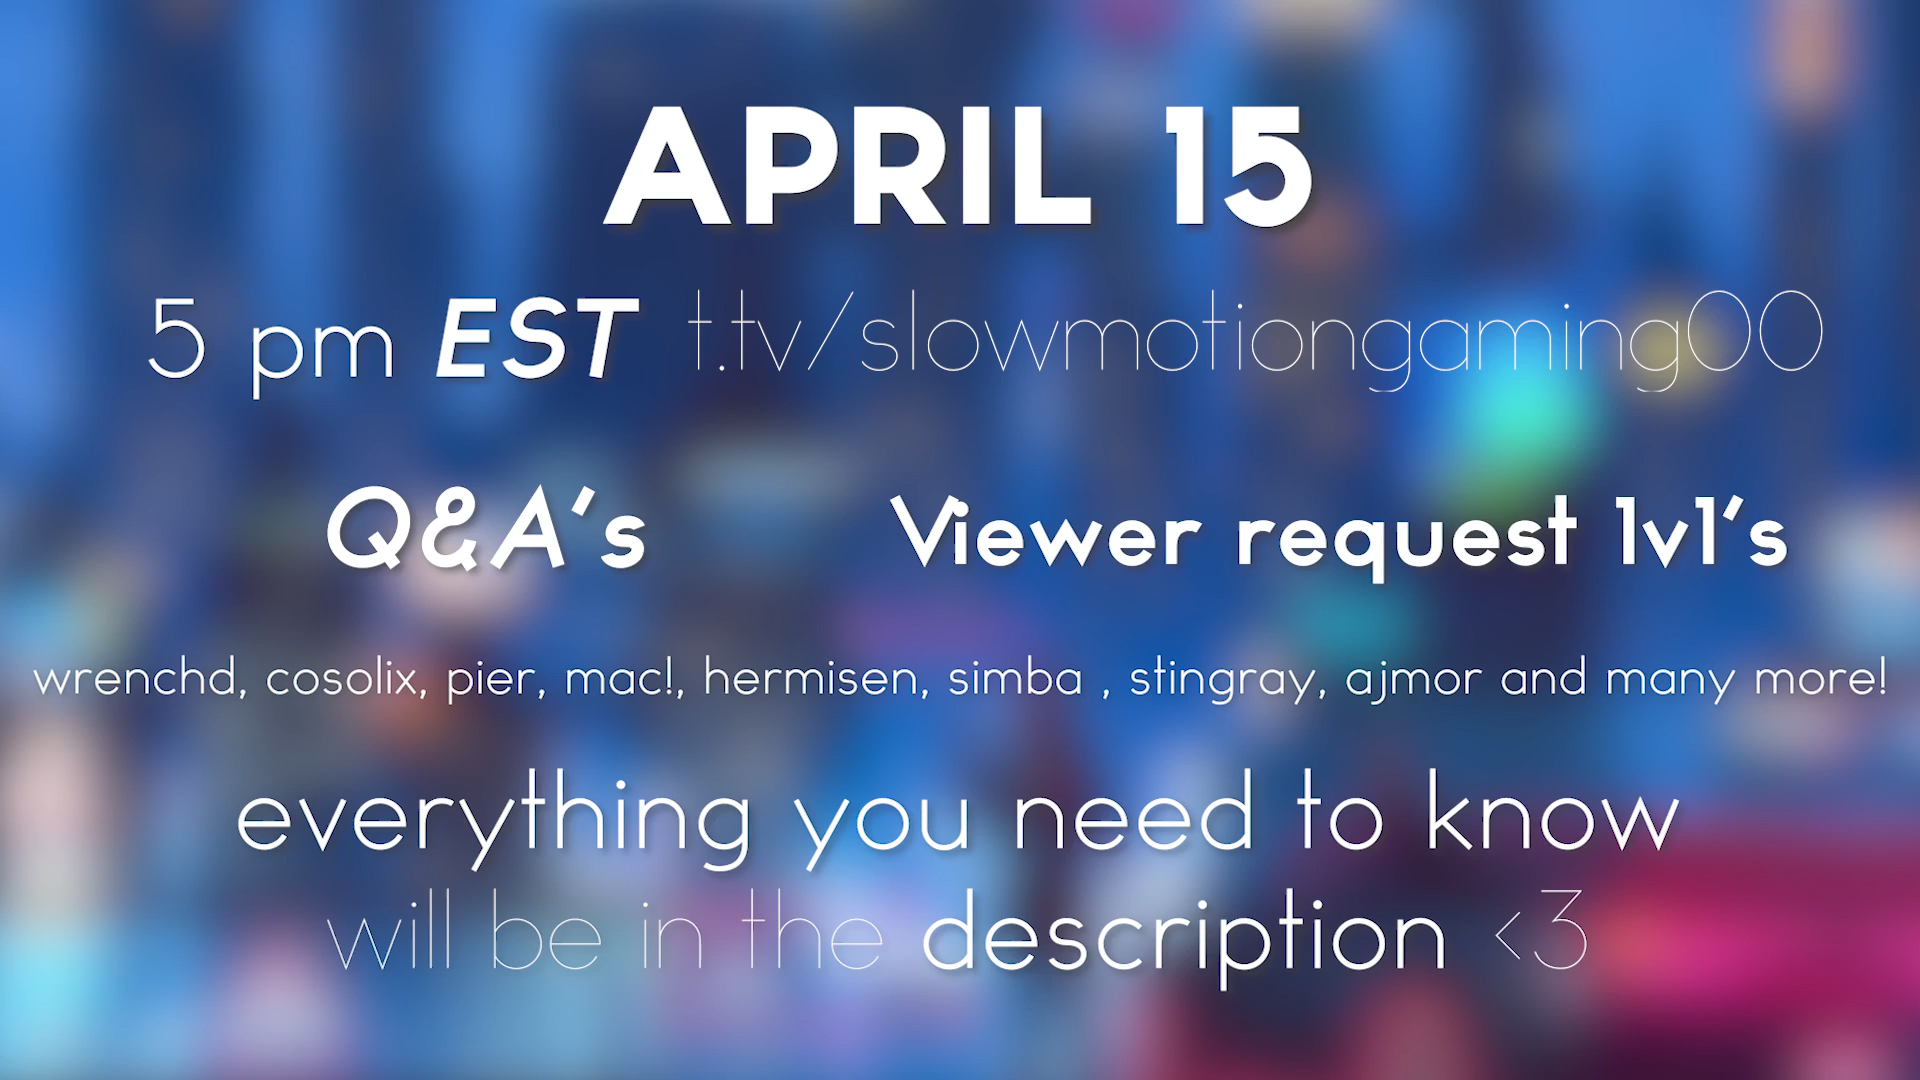 APRIL 15
5 pm EST t.tv/slowmotiongaming00
Q&A's Viewer request 1v1's
wrenchd, cosolix, pier, mac!, hermisen, simba , stingray, ajmor and many more!
everything you need to know
will be in the description <3